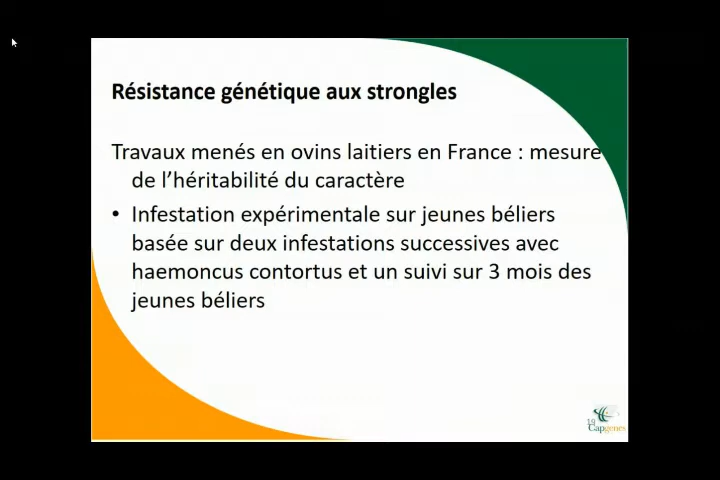 Résistance génétique aux strongles
Travaux menés en ovins laitiers en France : mesure
de l’héritabilité du caractère
• Infestation expérimentale sur jeunes béliers
basée sur deux infestations successives avec
haemoncus contortus et un suivi sur 3 mois des
jeunes béliers
Capgenes